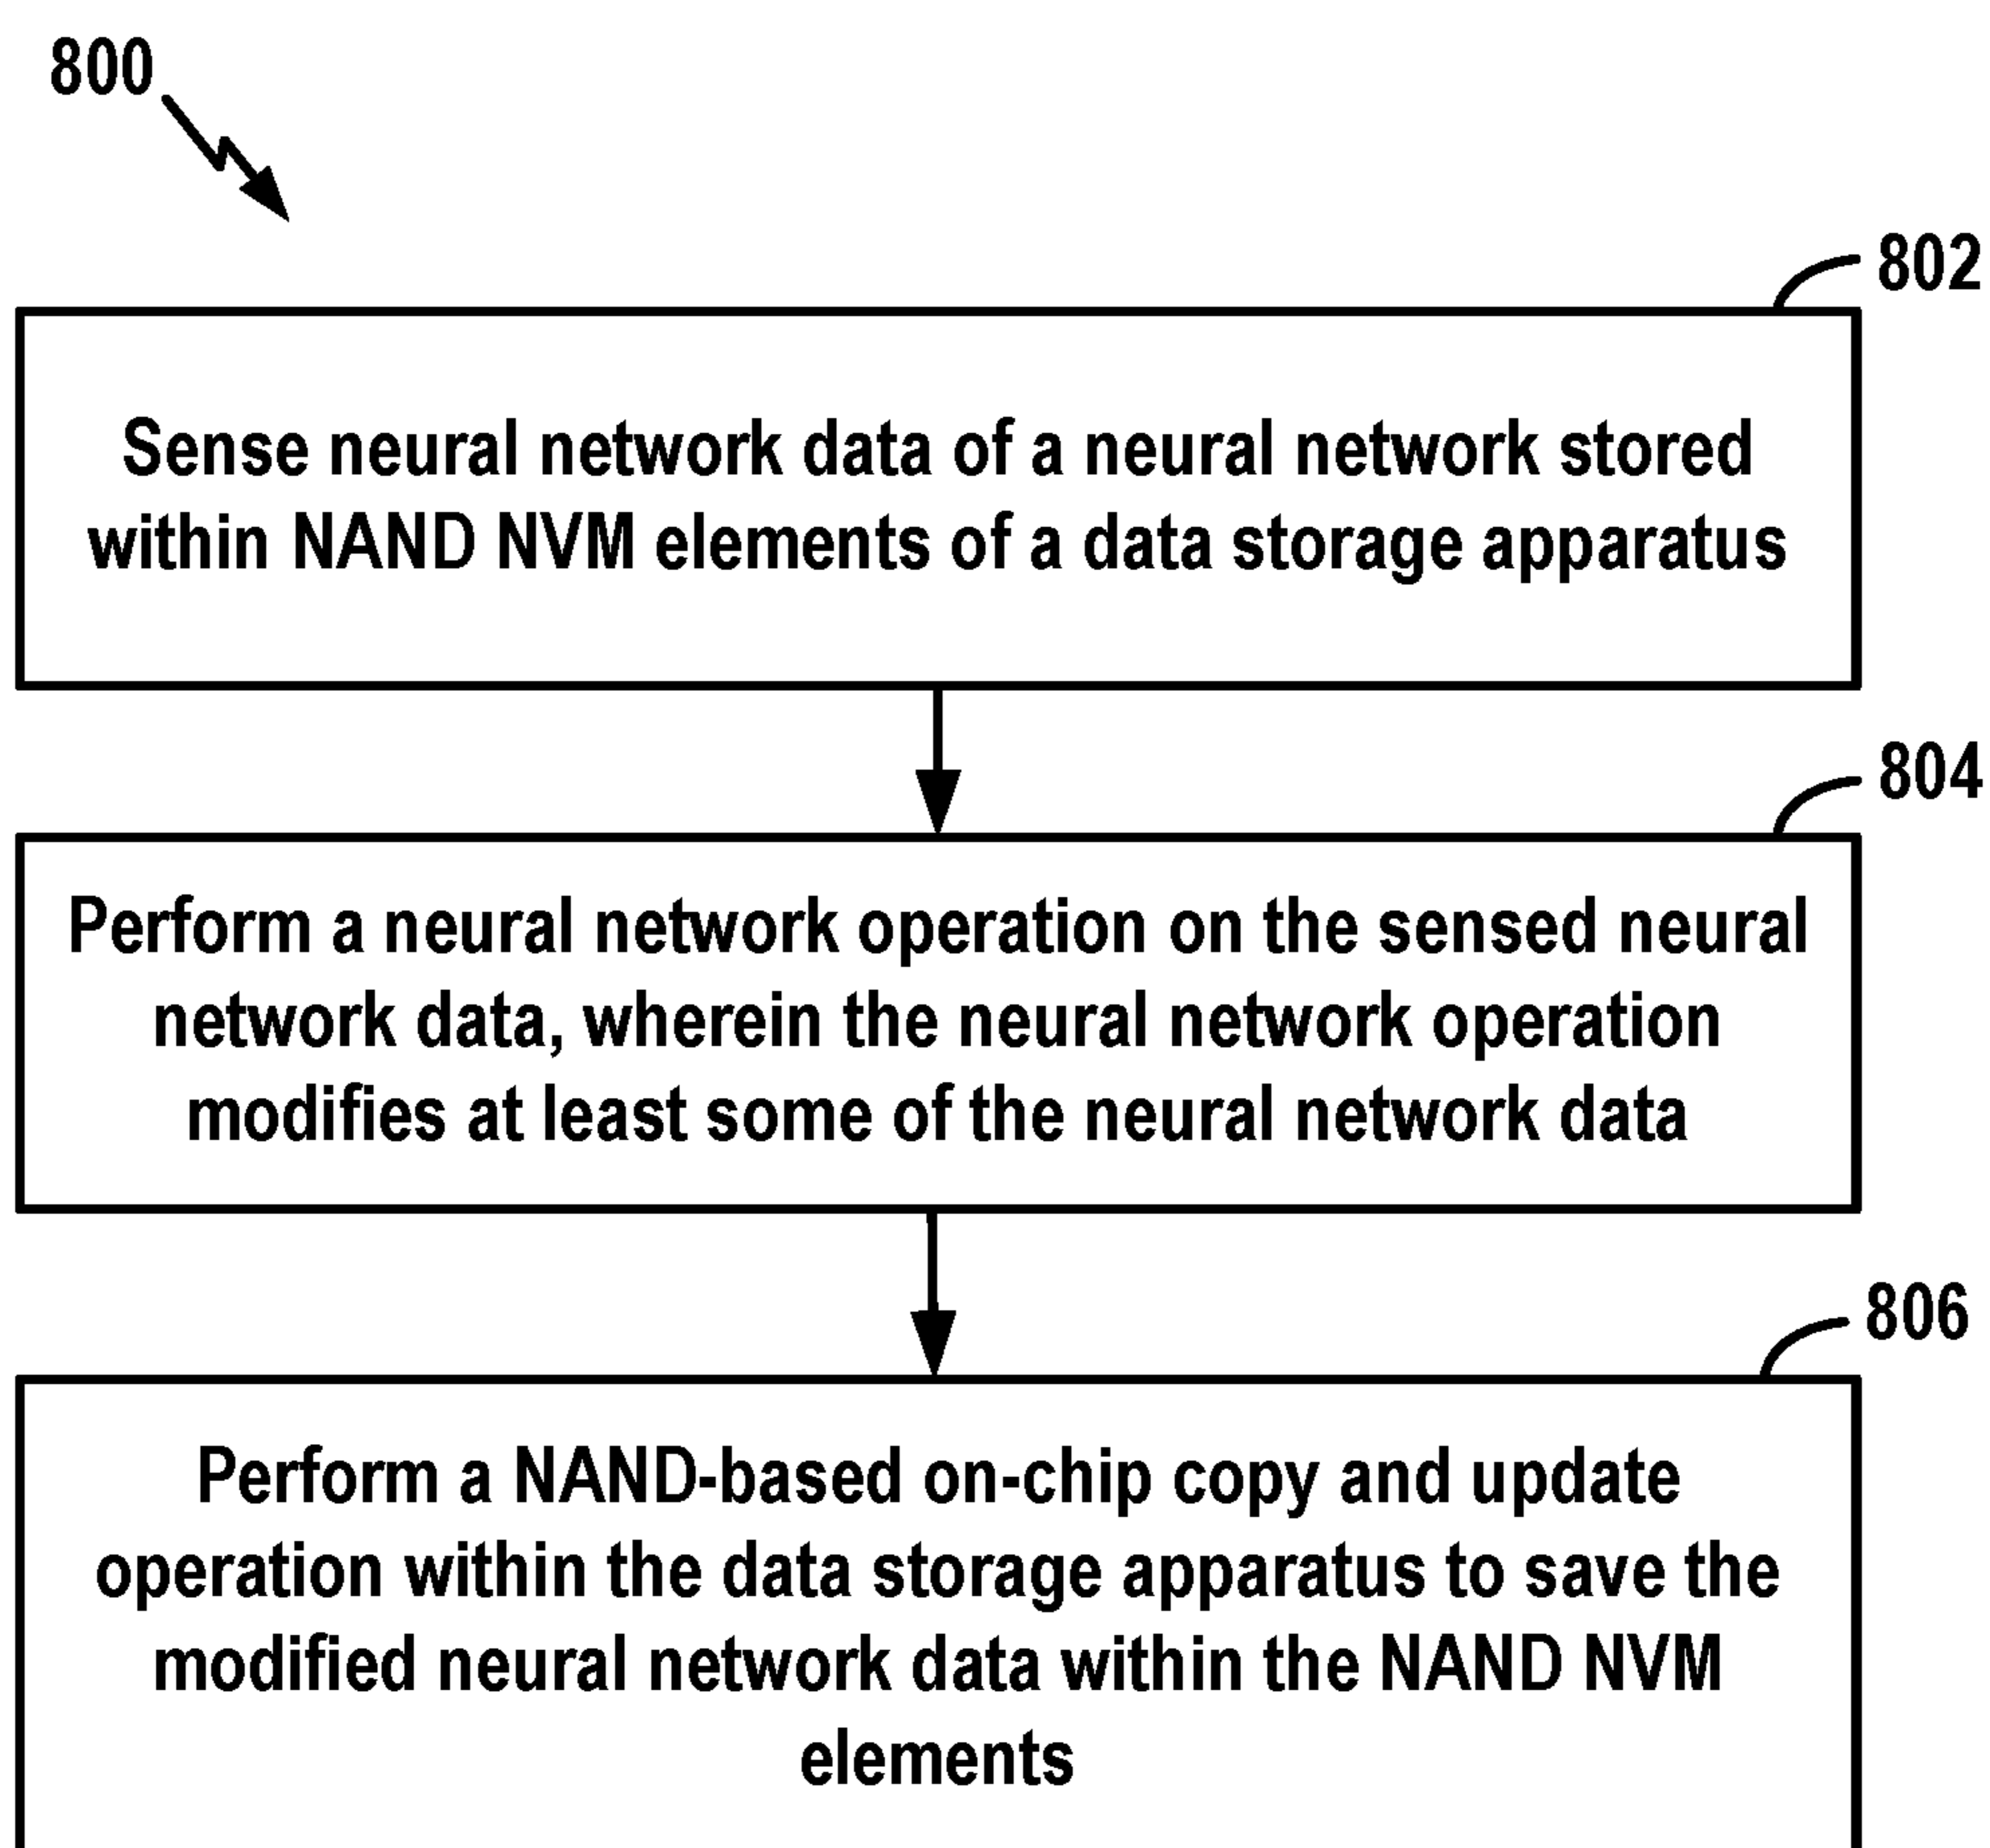 800
802
Sense neural network data of a neural network stored
within NAND NVM elements of a data storage apparatus
804
Perform a neural network operation on the sensed neural
network data, wherein the neural network operation
modifies at least some of the neural network data
806
Perform a NAND-based on-chip copy and update
operation within the data storage apparatus to save the
modified neural network data within the NAND NVM
elements